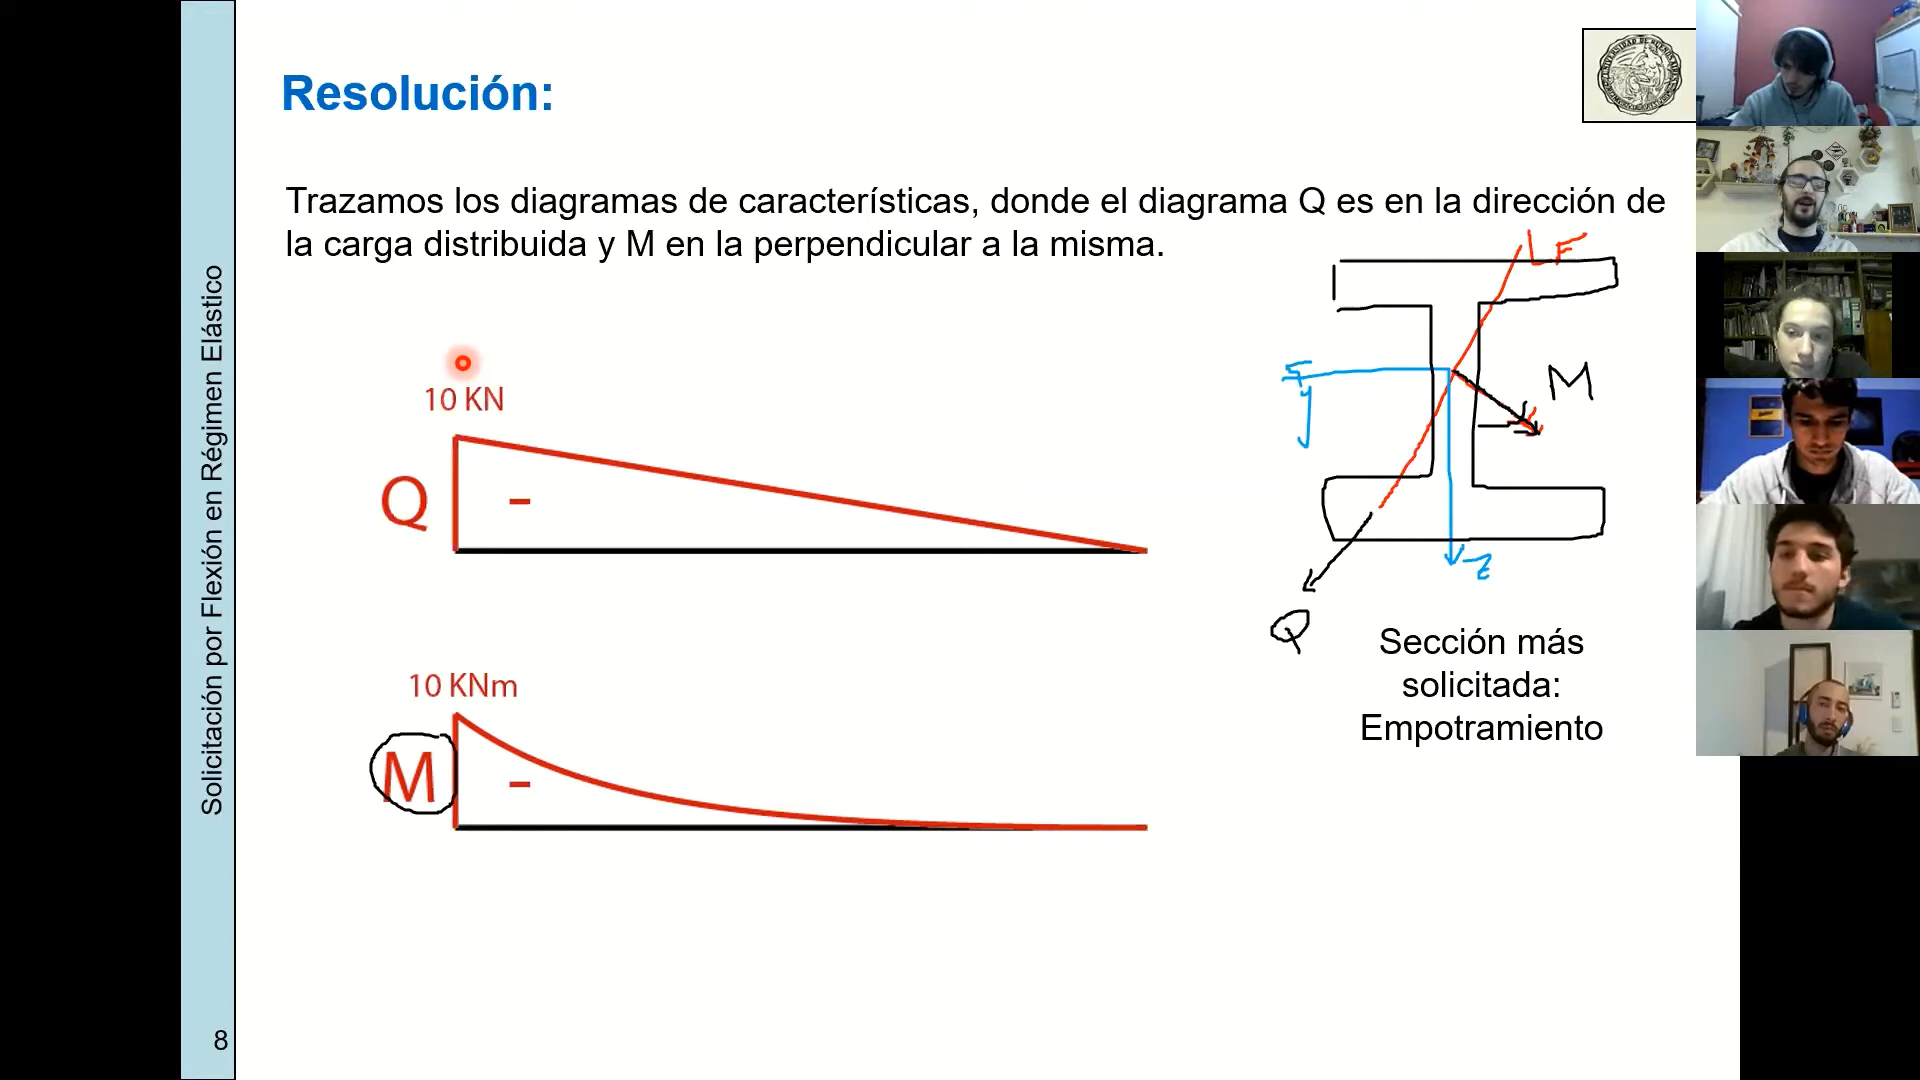 Resolución:
Trazamos los diagramas de características, donde el diagrama Q es en la dirección de
la carga distribuida y M en la perpendicular a la misma.
LF
10 KN
M
y
Q
-
z
Q
Sección más
solicitada:
Empotramiento
10 KNm
M
-
Solicitación por Flexión en Régimen Elástico
8